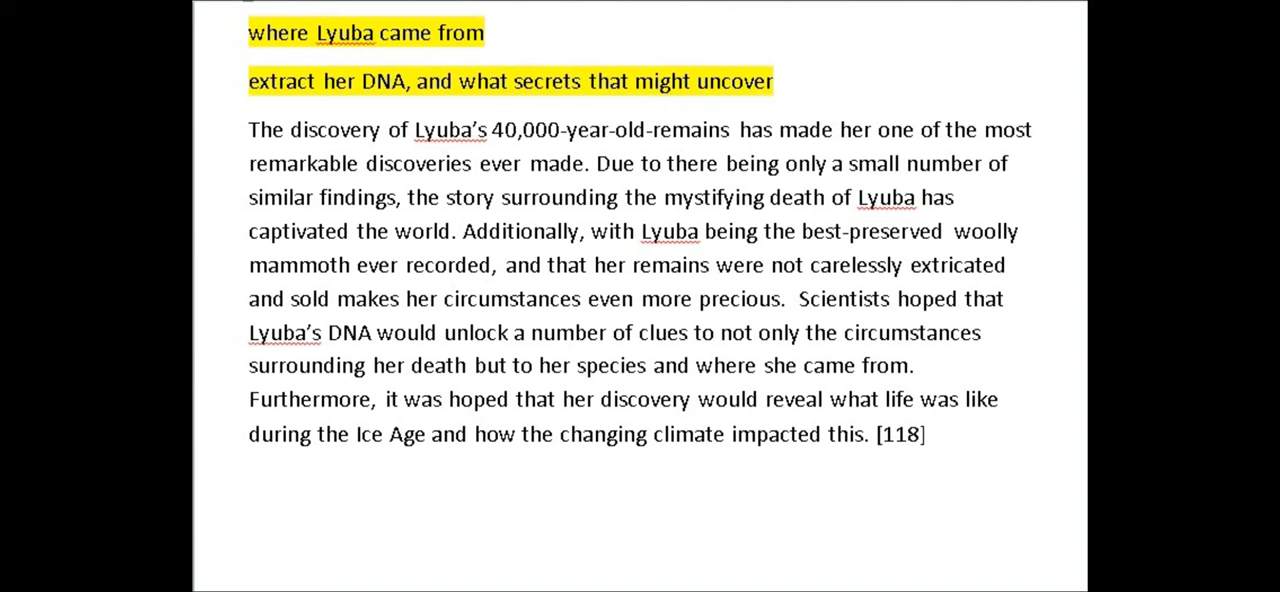 where Lyuba came from
extract her DNA, and what secrets that might uncover
The discovery of Lyuba’s 40,000-year-old-remains has made her one of the most
remarkable discoveries ever made. Due to there being only a small number of
similar findings, the story surrounding the mystifying death of Lyuba has
captivated the world. Additionally, with Lyuba being the best-preserved woolly
mammoth ever recorded, and that her remains were not carelessly extricated
and sold makes her circumstances even more precious. Scientists hoped that
Lyuba’s DNA would unlock a number of clues to not only the circumstances
surrounding her death but to her species and where she came from.
Furthermore, it was hoped that her discovery would reveal what life was like
during the Ice Age and how the changing climate impacted this. [118]